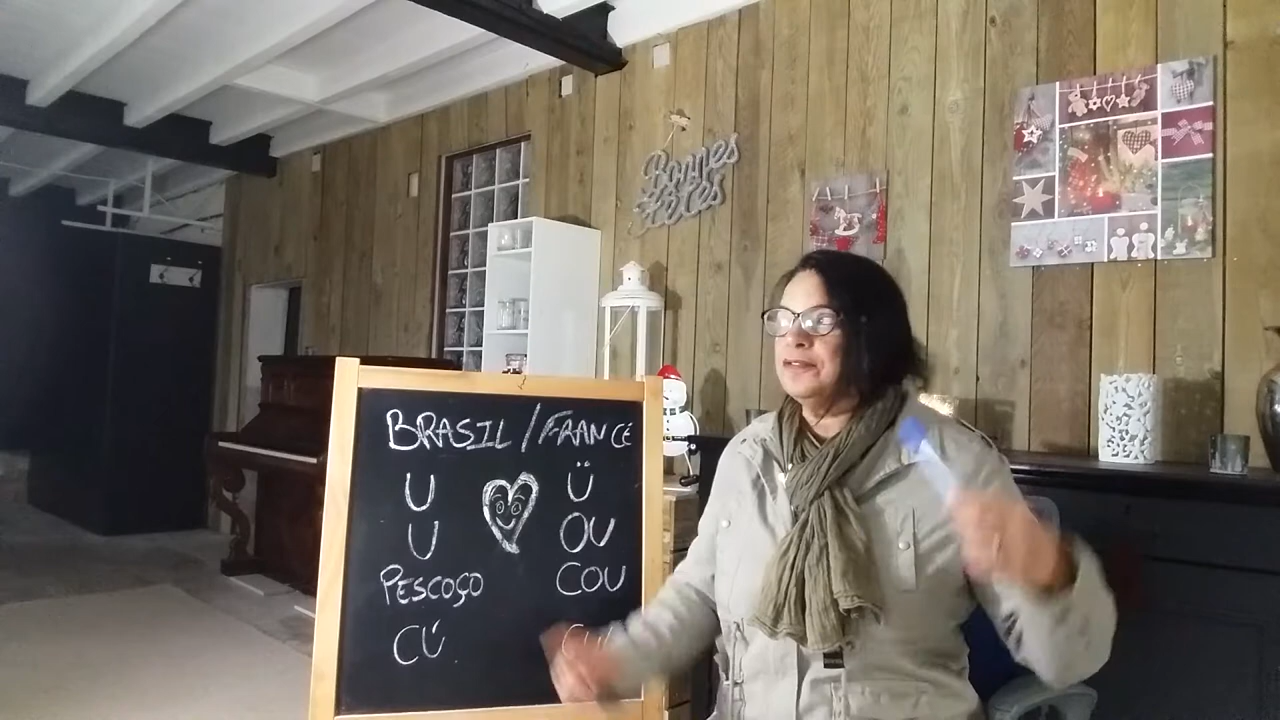 Bonnes
Fêtes
BRASIL / FRANCE
U Ü
U OU
PESCOÇO COU
CÚ